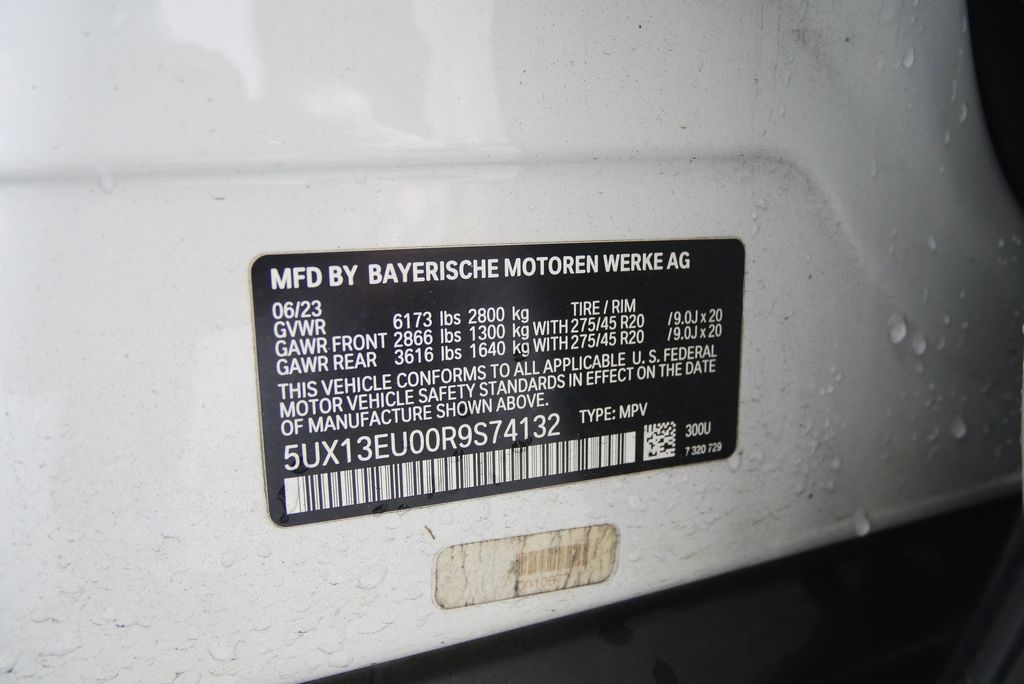 MFD BY BAYERISCHE MOTOREN WERKE AG
06/23 TIRE / RIM
GVWR 6173 lbs 2800 kg
GAWR FRONT 2866 lbs 1300 kg WITH 275/45 R20 /9.0J x 20
GAWR REAR 3616 lbs 1640 kg WITH 275/45 R20 /9.0J x 20
THIS VEHICLE CONFORMS TO ALL APPLICABLE U.S. FEDERAL
MOTOR VEHICLE SAFETY STANDARDS IN EFFECT ON THE DATE
OF MANUFACTURE SHOWN ABOVE.
5UX13EU00R9S74132 TYPE: MPV
300U
7 320 729